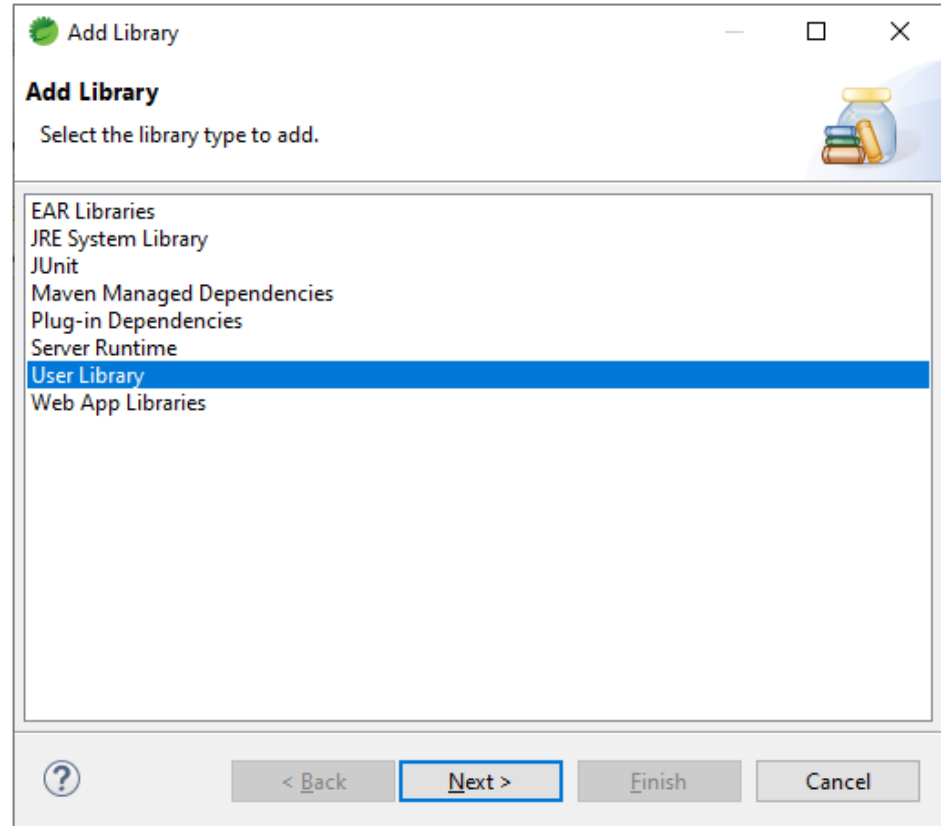 Add Library
Add Library
Select the library type to add.
EAR Libraries
JRE System Library
JUnit
Maven Managed Dependencies
Plug-in Dependencies
Server Runtime
User Library
Web App Libraries
?
< Back
Next >
Finish
Cancel